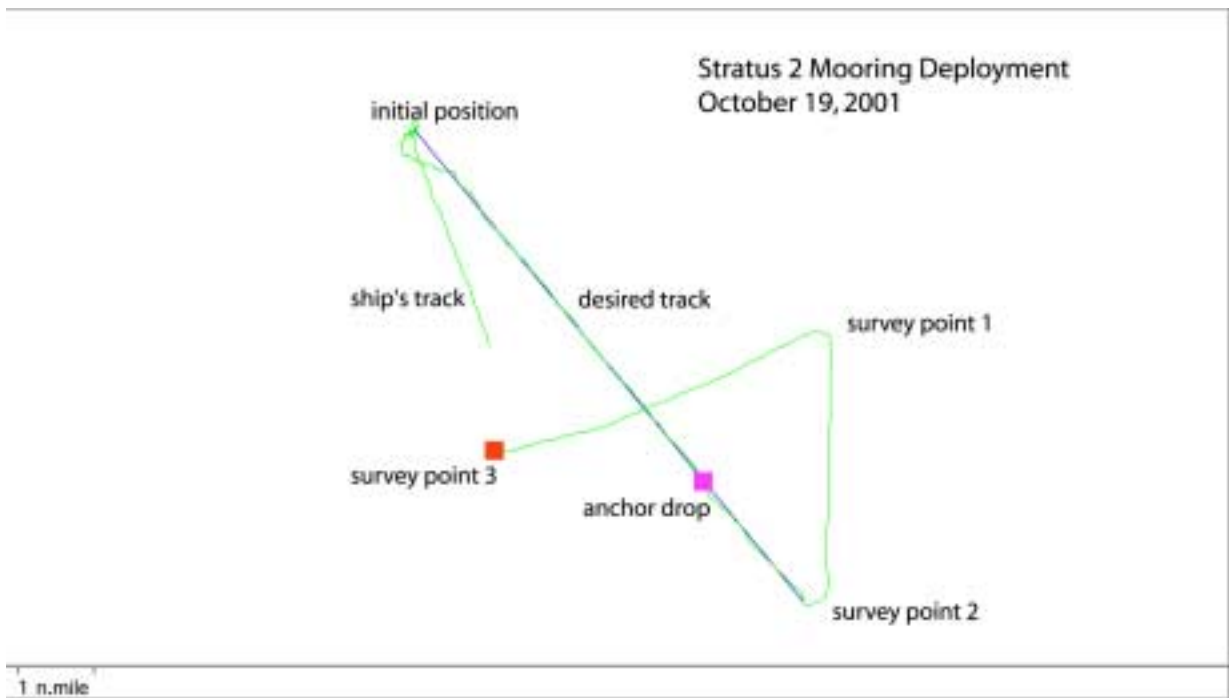 Stratus 2 Mooring Deployment
October 19, 2001
initial position
ship's track
desired track
survey point 1
survey point 3
anchor drop
survey point 2
1 n.mile